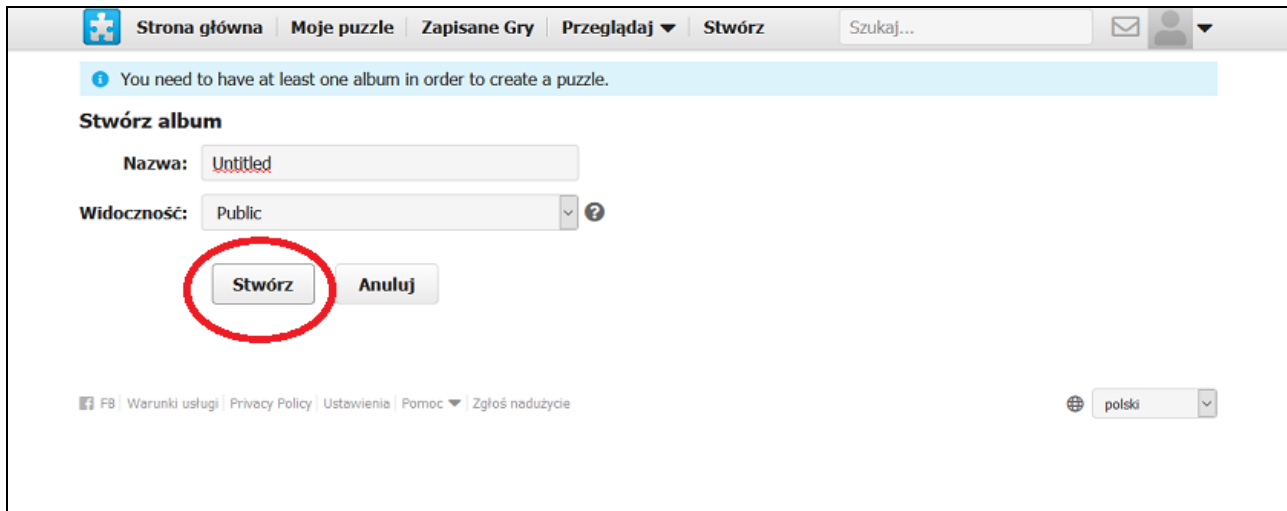 Strona główna Moje puzzle Zapisane Gry Przeglądaj Stwórz Szukaj...
You need to have at least one album in order to create a puzzle.
Stwórz album
Nazwa: Untitled
Widoczność: Public
Stwórz Anuluj
FB Warunki usługi Privacy Policy Ustawienia Pomoc Zgłoś nadużycie polski